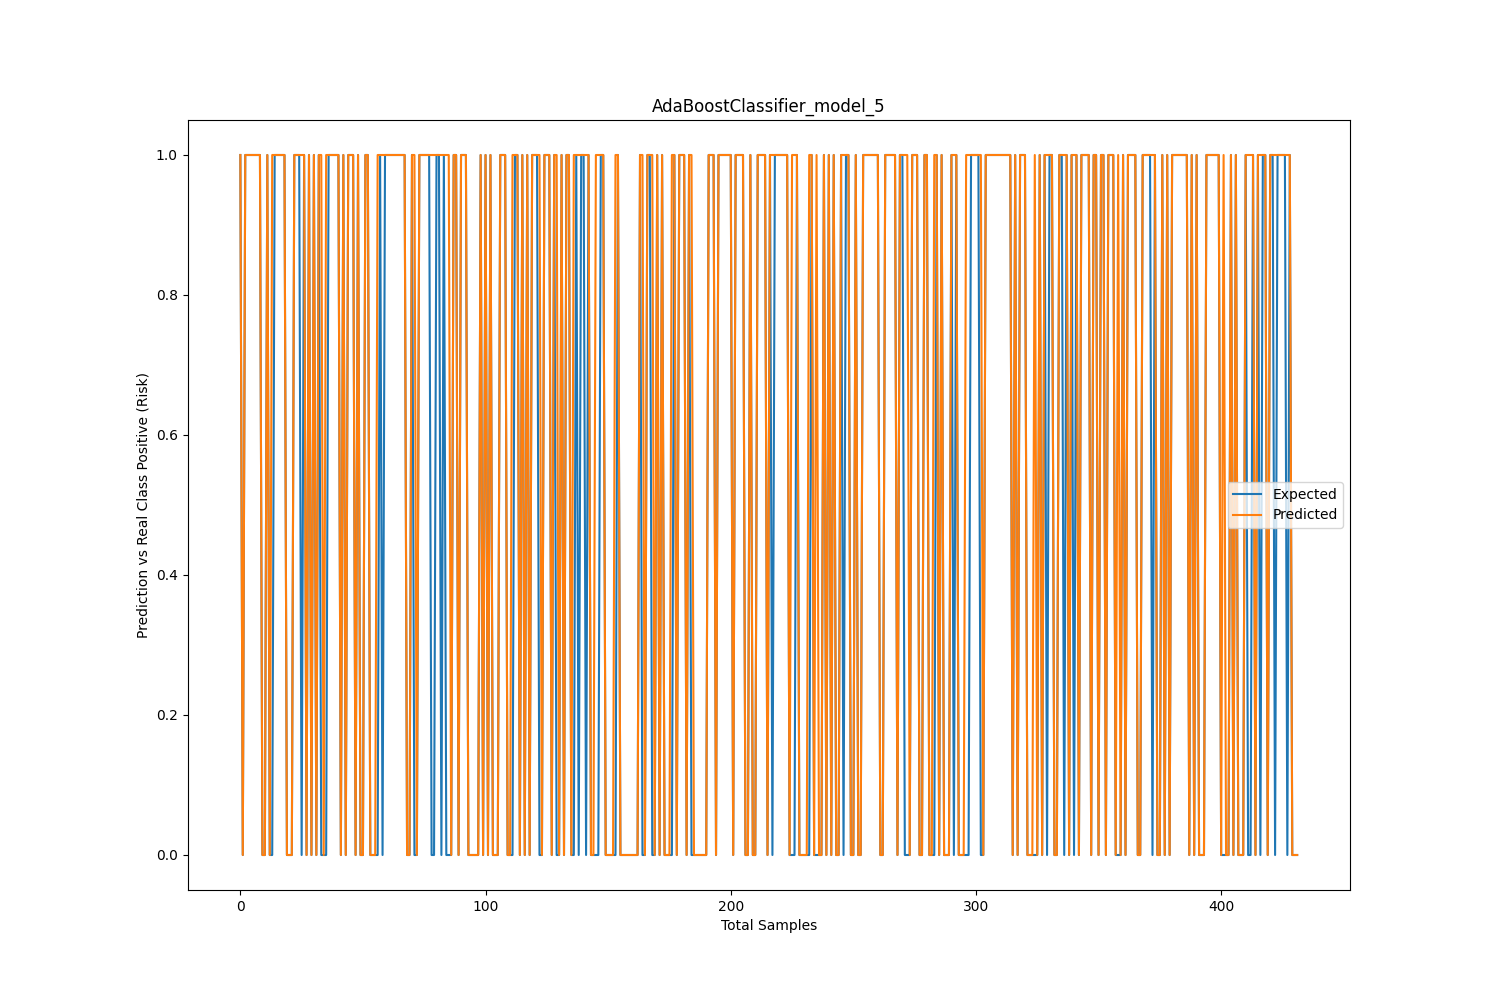 AdaBoostClassifier_model_5
1.0
0.8
0.6
0.4
0.2
0.0
Prediction vs Real Class Positive (Risk)
Expected
Predicted
0
100
200
300
400
Total Samples